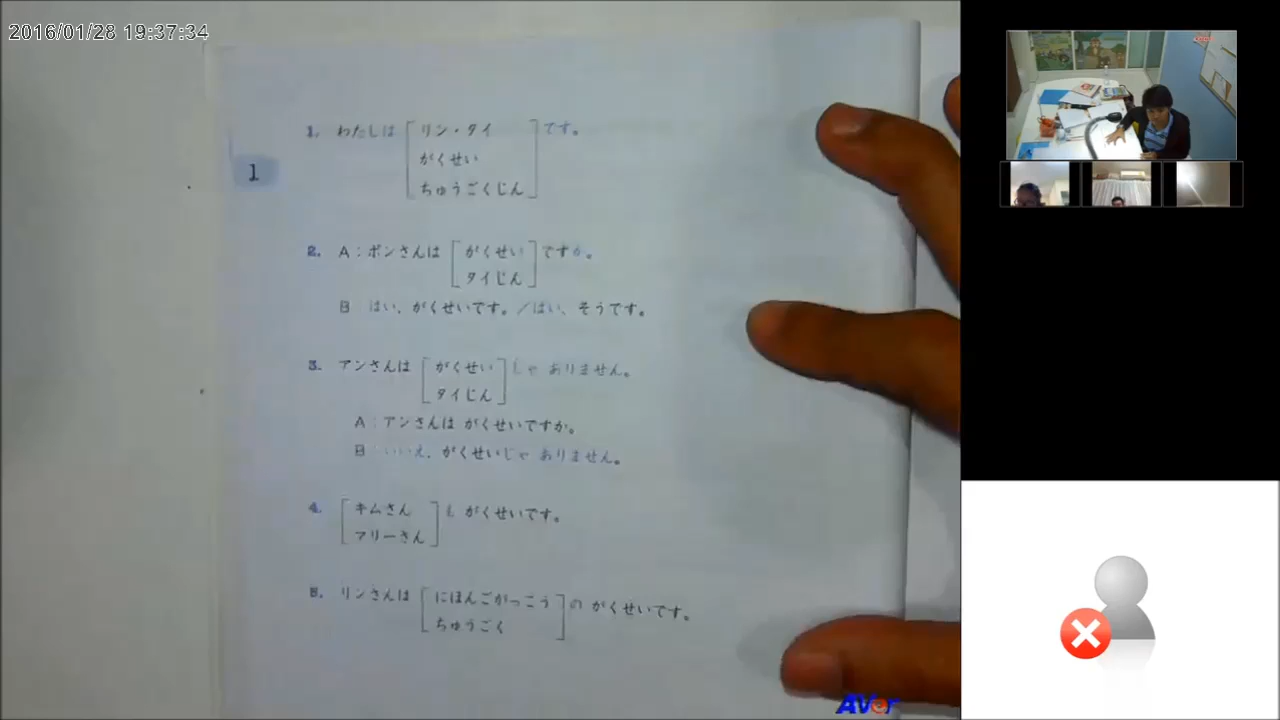 2016/01/28 19:37:34
1
1. わたしは [リン・タイ] です。
がくせい
ちゅうごくじん
2. A：ポンさんは [がくせい] ですか。
タイじん
B はい、がくせいです。／はい、そうです。
3. アンさんは [がくせい] じゃ ありません。
タイじん
A：アンさんは がくせいですか。
B：いいえ、がくせいじゃ ありません。
4. [キムさん] も がくせいです。
アリーさん
5. リンさんは [にほんごがっこう] の がくせいです。
ちゅうごく
AVer